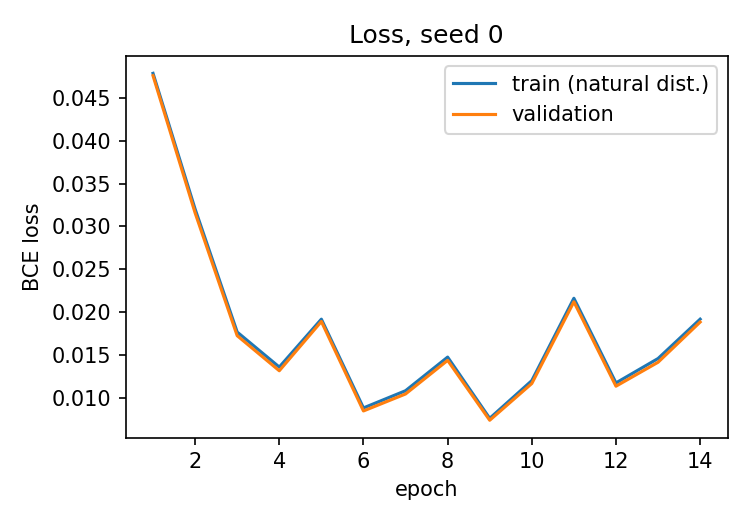 Loss, seed 0
train (natural dist.)
validation
0.045
0.040
0.035
0.030
0.025
0.020
0.015
0.010
BCE loss
2 4 6 8 10 12 14
epoch